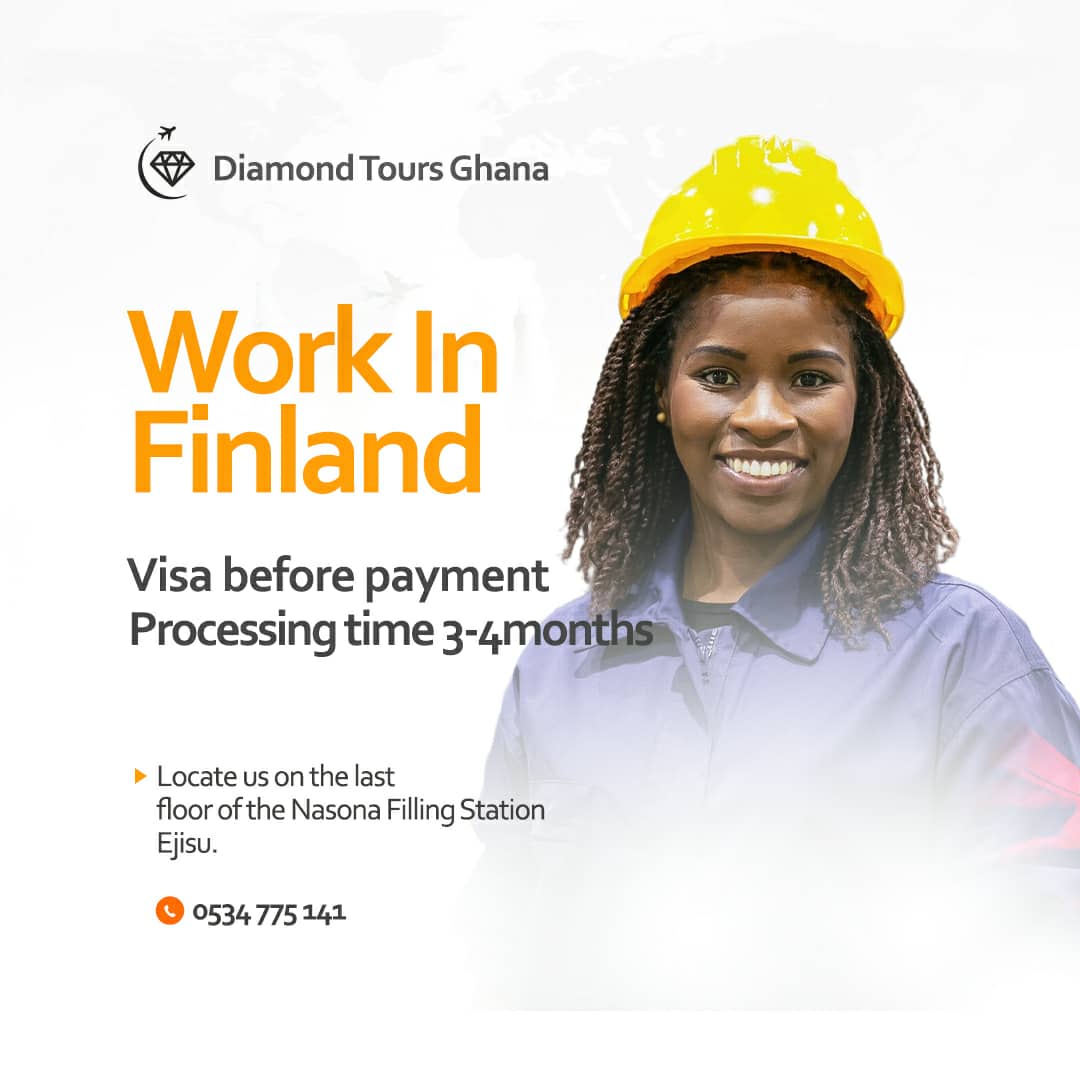 Diamond Tours Ghana
Work In
Finland
Visa before payment
Processing time 3-4months
Locate us on the last
floor of the Nasona Filling Station
Ejisu.
0534 775 141